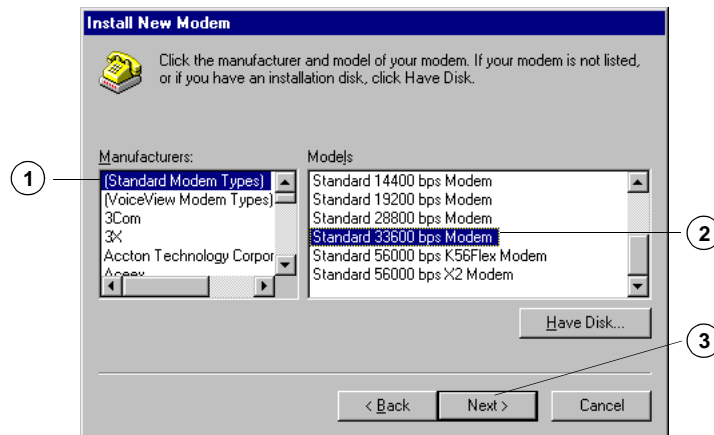 Install New Modem
Click the manufacturer and model of your modem. If your modem is not listed,
or if you have an installation disk, click Have Disk.
Manufacturers:
Models
1
(Standard Modem Types)
(VoiceView Modem Types)
3Com
3X
Accton Technology Corpor
Aceex
Standard 14400 bps Modem
Standard 19200 bps Modem
Standard 28800 bps Modem
Standard 33600 bps Modem
Standard 56000 bps K56Flex Modem
Standard 56000 bps X2 Modem
2
Have Disk...
3
< Back
Next >
Cancel